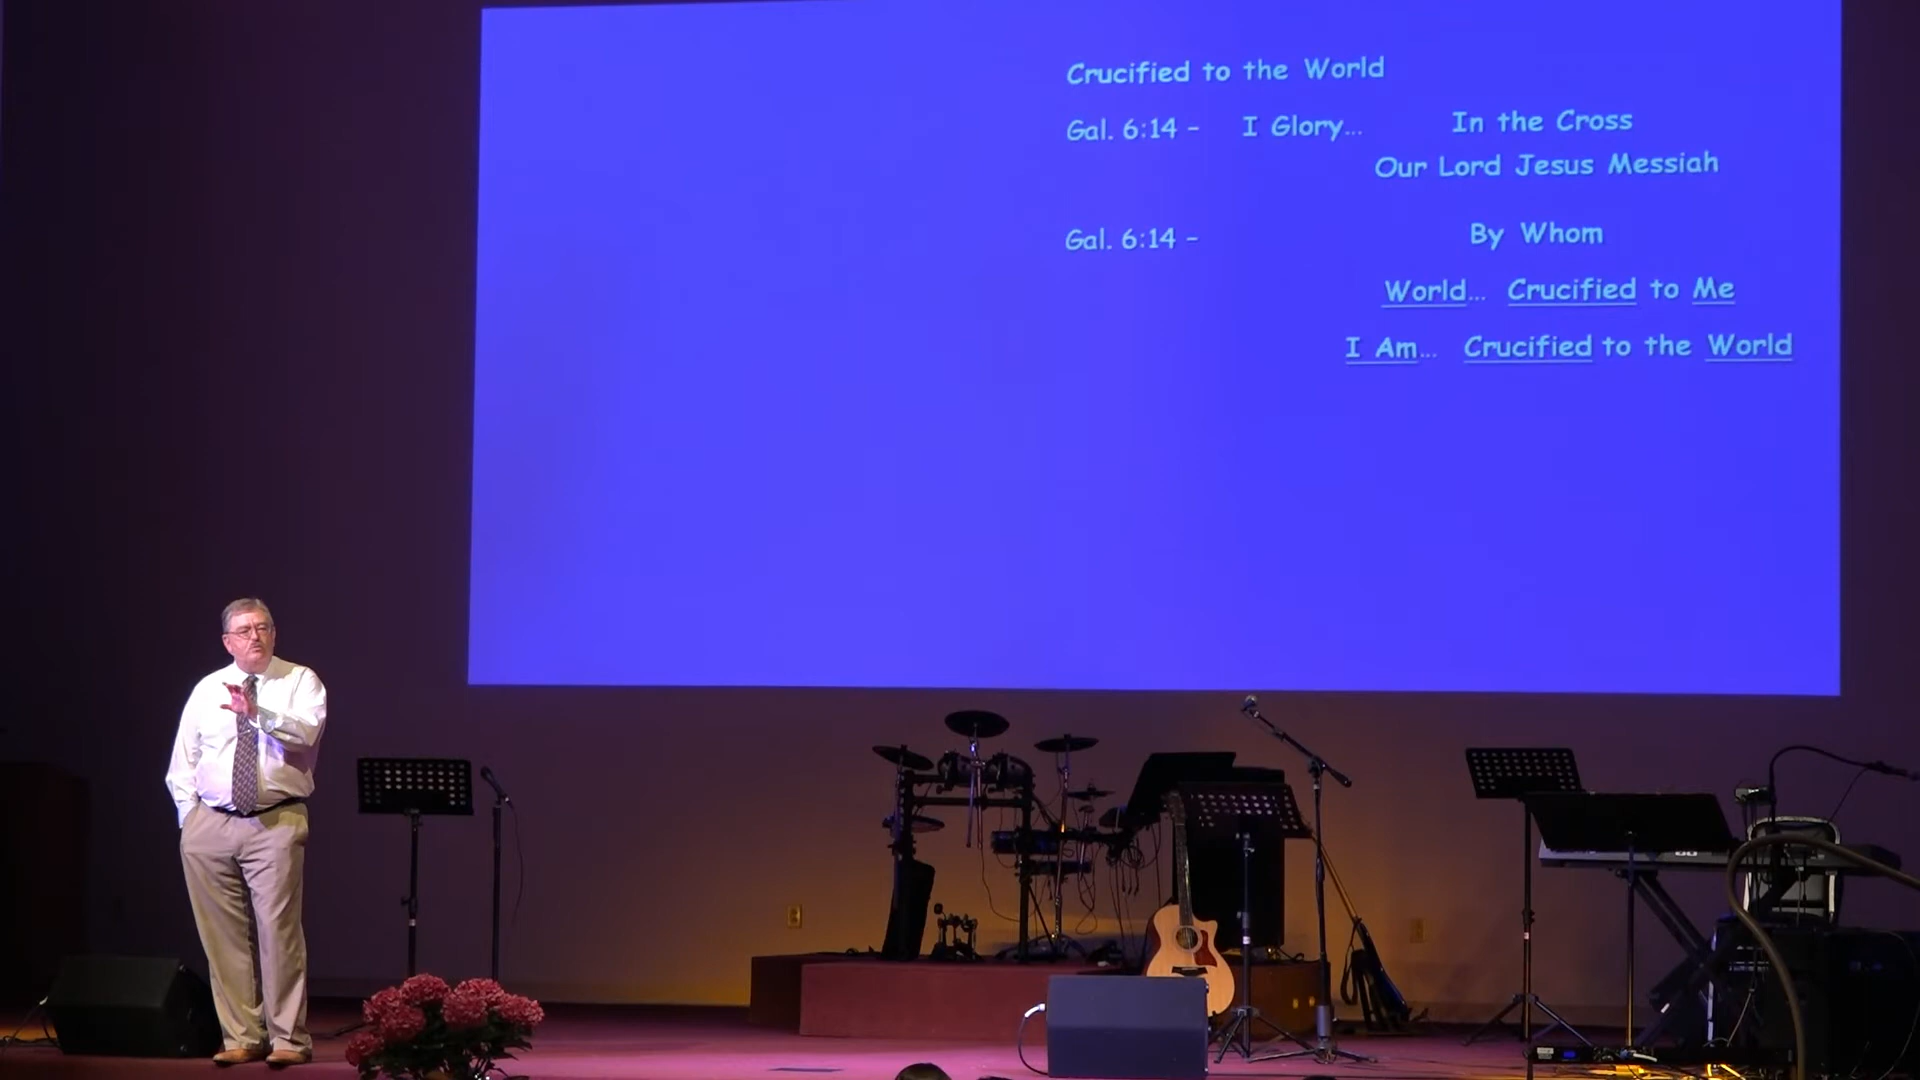 Crucified to the World
Gal. 6:14 - I Glory... In the Cross
Our Lord Jesus Messiah
Gal. 6:14 - By Whom
World... Crucified to Me
I Am... Crucified to the World